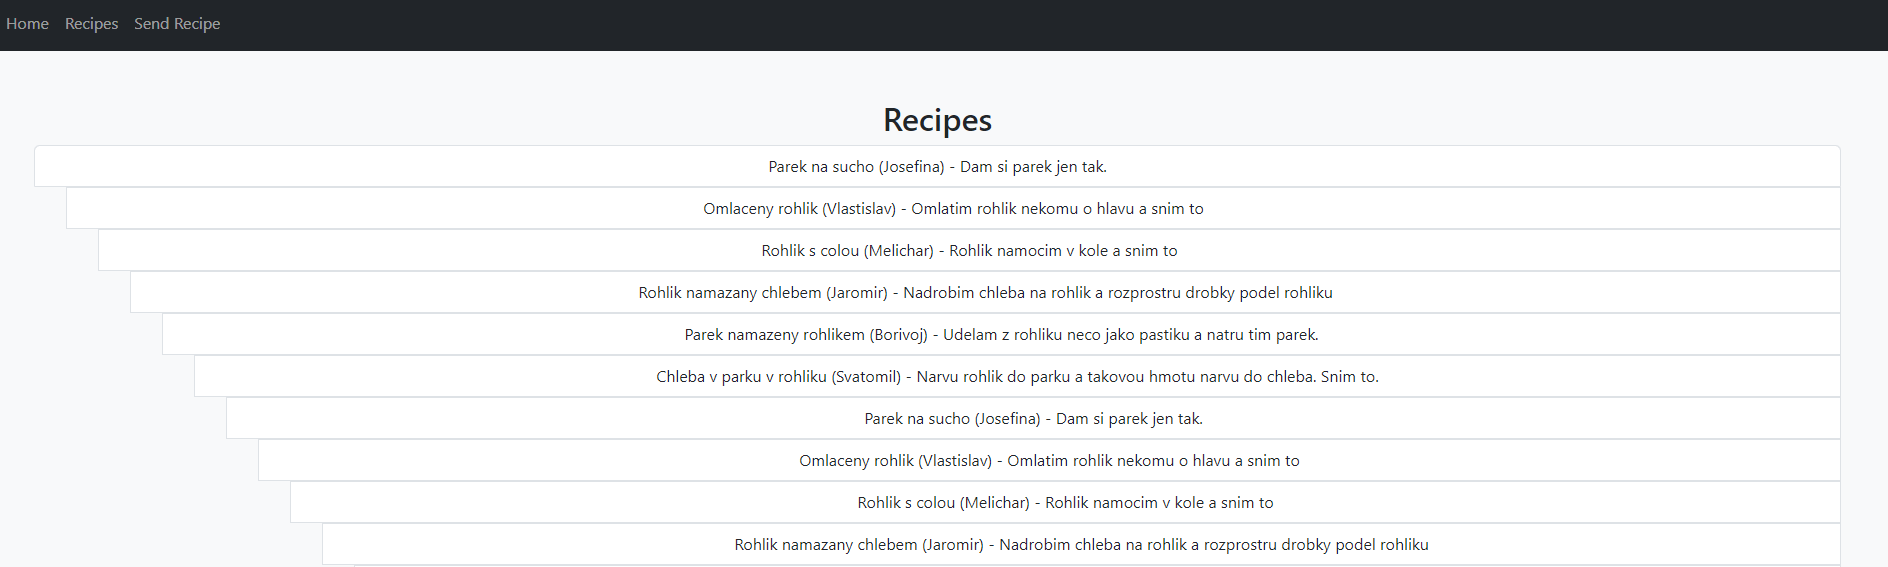 Home Recipes Send Recipe
Recipes
Parek na sucho (Josefina) - Dam si parek jen tak.
Omlaceny rohlik (Vlastislav) - Omlatim rohlik nekomu o hlavu a snim to
Rohlik s colou (Melichar) - Rohlik namocim v kole a snim to
Rohlik namazany chlebem (Jaromir) - Nadrobim chleba na rohlik a rozprostru drobky podel rohliku
Parek namazeny rohlikem (Borivoj) - Udelam z rohliku neco jako pastiku a natru tim parek.
Chleba v parku v rohliku (Svatomil) - Narvu rohlik do parku a takovou hmotu narvu do chleba. Snim to.
Parek na sucho (Josefina) - Dam si parek jen tak.
Omlaceny rohlik (Vlastislav) - Omlatim rohlik nekomu o hlavu a snim to
Rohlik s colou (Melichar) - Rohlik namocim v kole a snim to
Rohlik namazany chlebem (Jaromir) - Nadrobim chleba na rohlik a rozprostru drobky podel rohliku